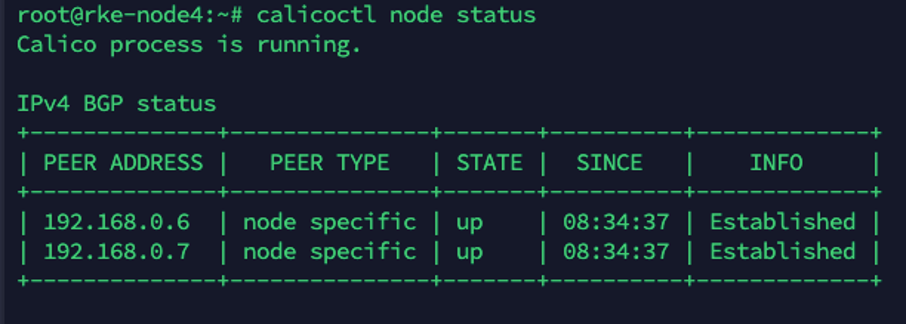 root@rke-node4:~# calicoctl node status
Calico process is running.

IPv4 BGP status
+--------------+---------------+-------+----------+-------------+
| PEER ADDRESS |   PEER TYPE   | STATE |  SINCE   |    INFO     |
+--------------+---------------+-------+----------+-------------+
| 192.168.0.6  | node specific | up    | 08:34:37 | Established |
| 192.168.0.7  | node specific | up    | 08:34:37 | Established |
+--------------+---------------+-------+----------+-------------+